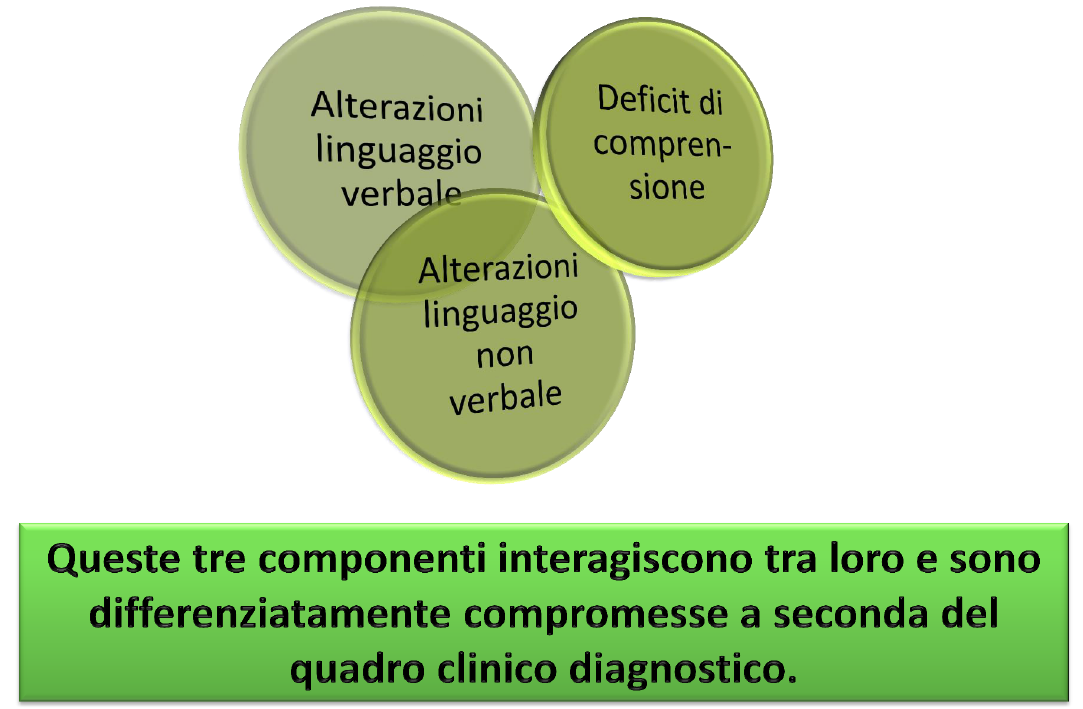 Alterazioni
linguaggio
verbale
Deficit di
compren-
sione
Alterazioni
linguaggio
non
verbale
Queste tre componenti interagiscono tra loro e sono
differenziatamente compromesse a seconda del
quadro clinico diagnostico.